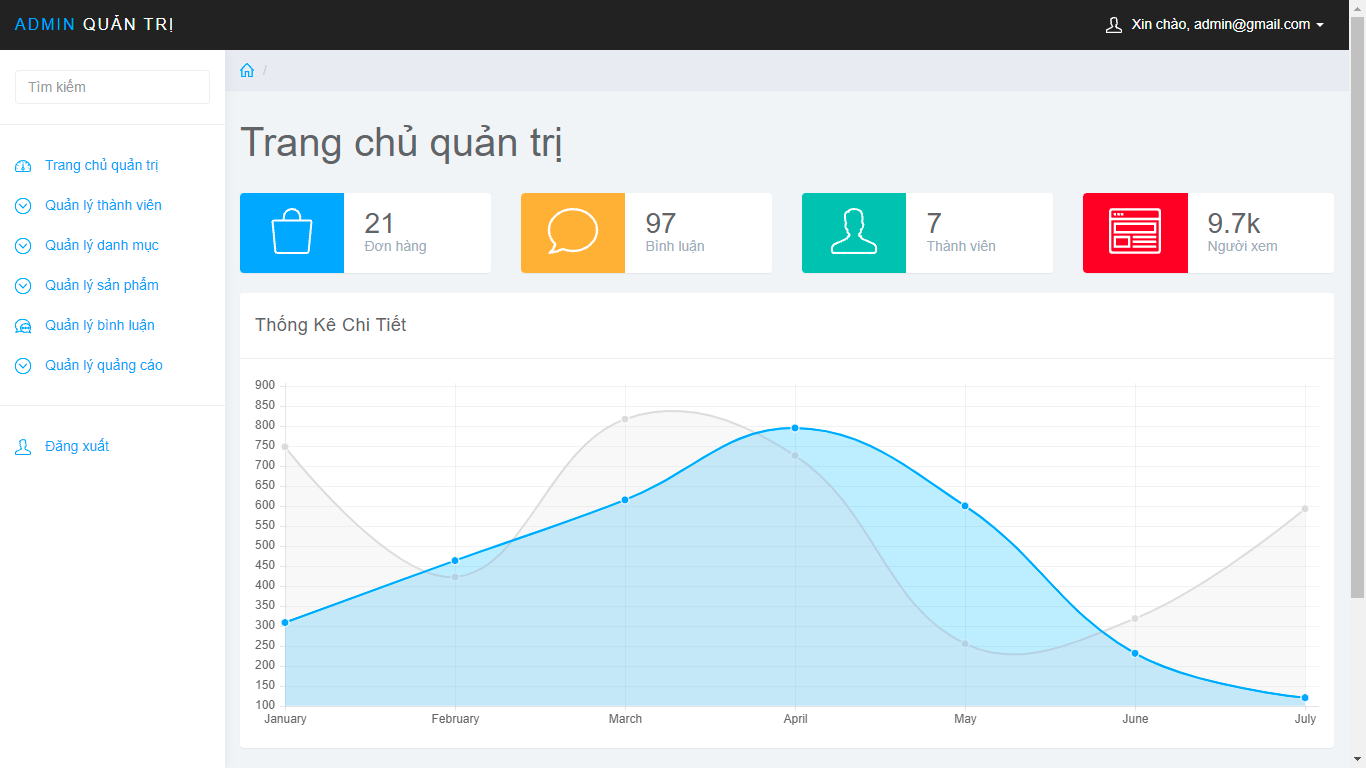 ADMIN QUẢN TRỊ
Xin chào, admin@gmail.com
Tìm kiếm
/
Trang chủ quản trị
Quản lý thành viên
Quản lý danh mục
Quản lý sản phẩm
Quản lý bình luận
Quản lý quảng cáo
Đăng xuất
Trang chủ quản trị
21
Đơn hàng
97
Bình luận
7
Thành viên
9.7k
Người xem
Thống Kê Chi Tiết
900
850
800
750
700
650
600
550
500
450
400
350
300
250
200
150
100
January February March April May June July